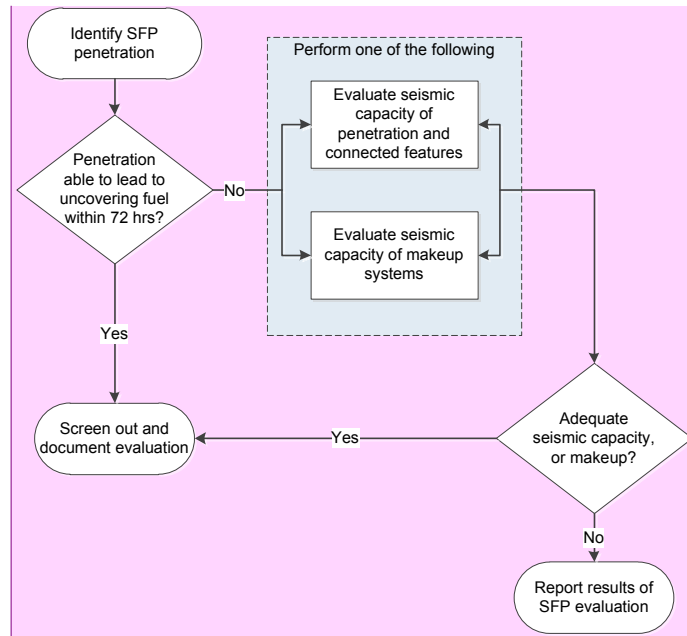 Identify SFP
penetration
Perform one of the following
Evaluate seismic
capacity of
penetration and
connected features
Penetration
able to lead to
uncovering fuel
within 72 hrs?
No
Evaluate seismic
capacity of makeup
systems
Yes
Screen out and
document evaluation
Yes
Adequate
seismic capacity,
or makeup?
No
Report results of
SFP evaluation